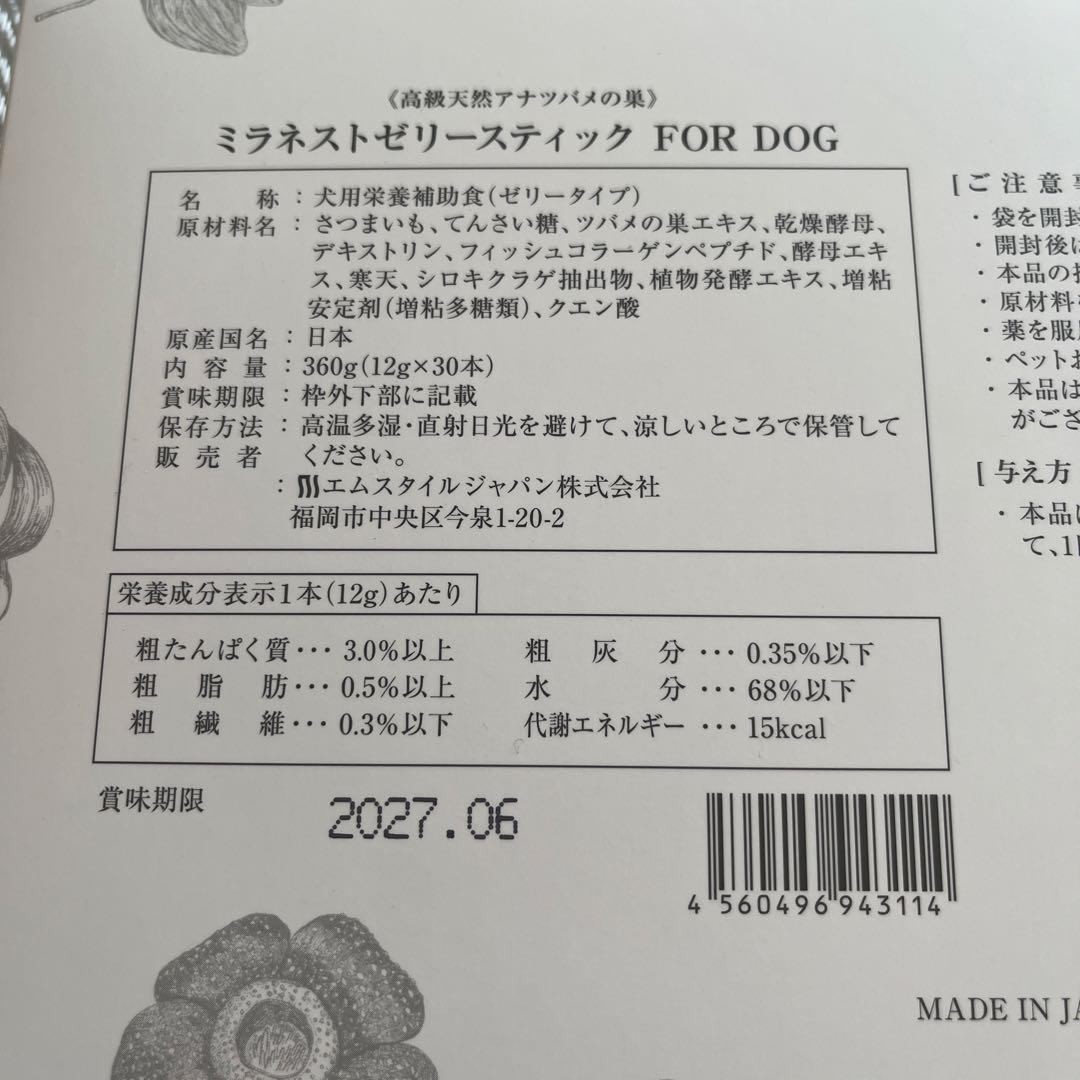 《高級天然アナツバメの巣》
ミラネストゼリースティック FOR DOG
名称：犬用栄養補助食(ゼリータイプ)
原材料名：さつまいも、てんさい糖、ツバメの巣エキス、乾燥酵母、
デキストリン、フィッシュコラーゲンペプチド、酵母エキ
ス、寒天、シロキクラゲ抽出物、植物発酵エキス、増粘
安定剤(増粘多糖類)、クエン酸
原産国名：日本
内容量：360g(12g×30本)
賞味期限：枠外下部に記載
保存方法：高温多湿・直射日光を避けて、涼しいところで保管して
販売者 ください。
：エムスタイルジャパン株式会社
福岡市中央区今泉1-20-2
栄養成分表示1本(12g)あたり
粗たんぱく質・・・3.0%以上 粗灰分・・・0.35%以下
粗脂肪・・・0.5%以上 水分・・・68%以下
粗繊維・・・0.3%以下 代謝エネルギー・・・15kcal
賞味期限 2027.06
4 560496 943114
MADE IN
[ご注意
・袋を開封
・開封後は
・本品の
・原材料
・薬を服
・ペットお
・本品は
がござ
[与え方
・本品は
て、1